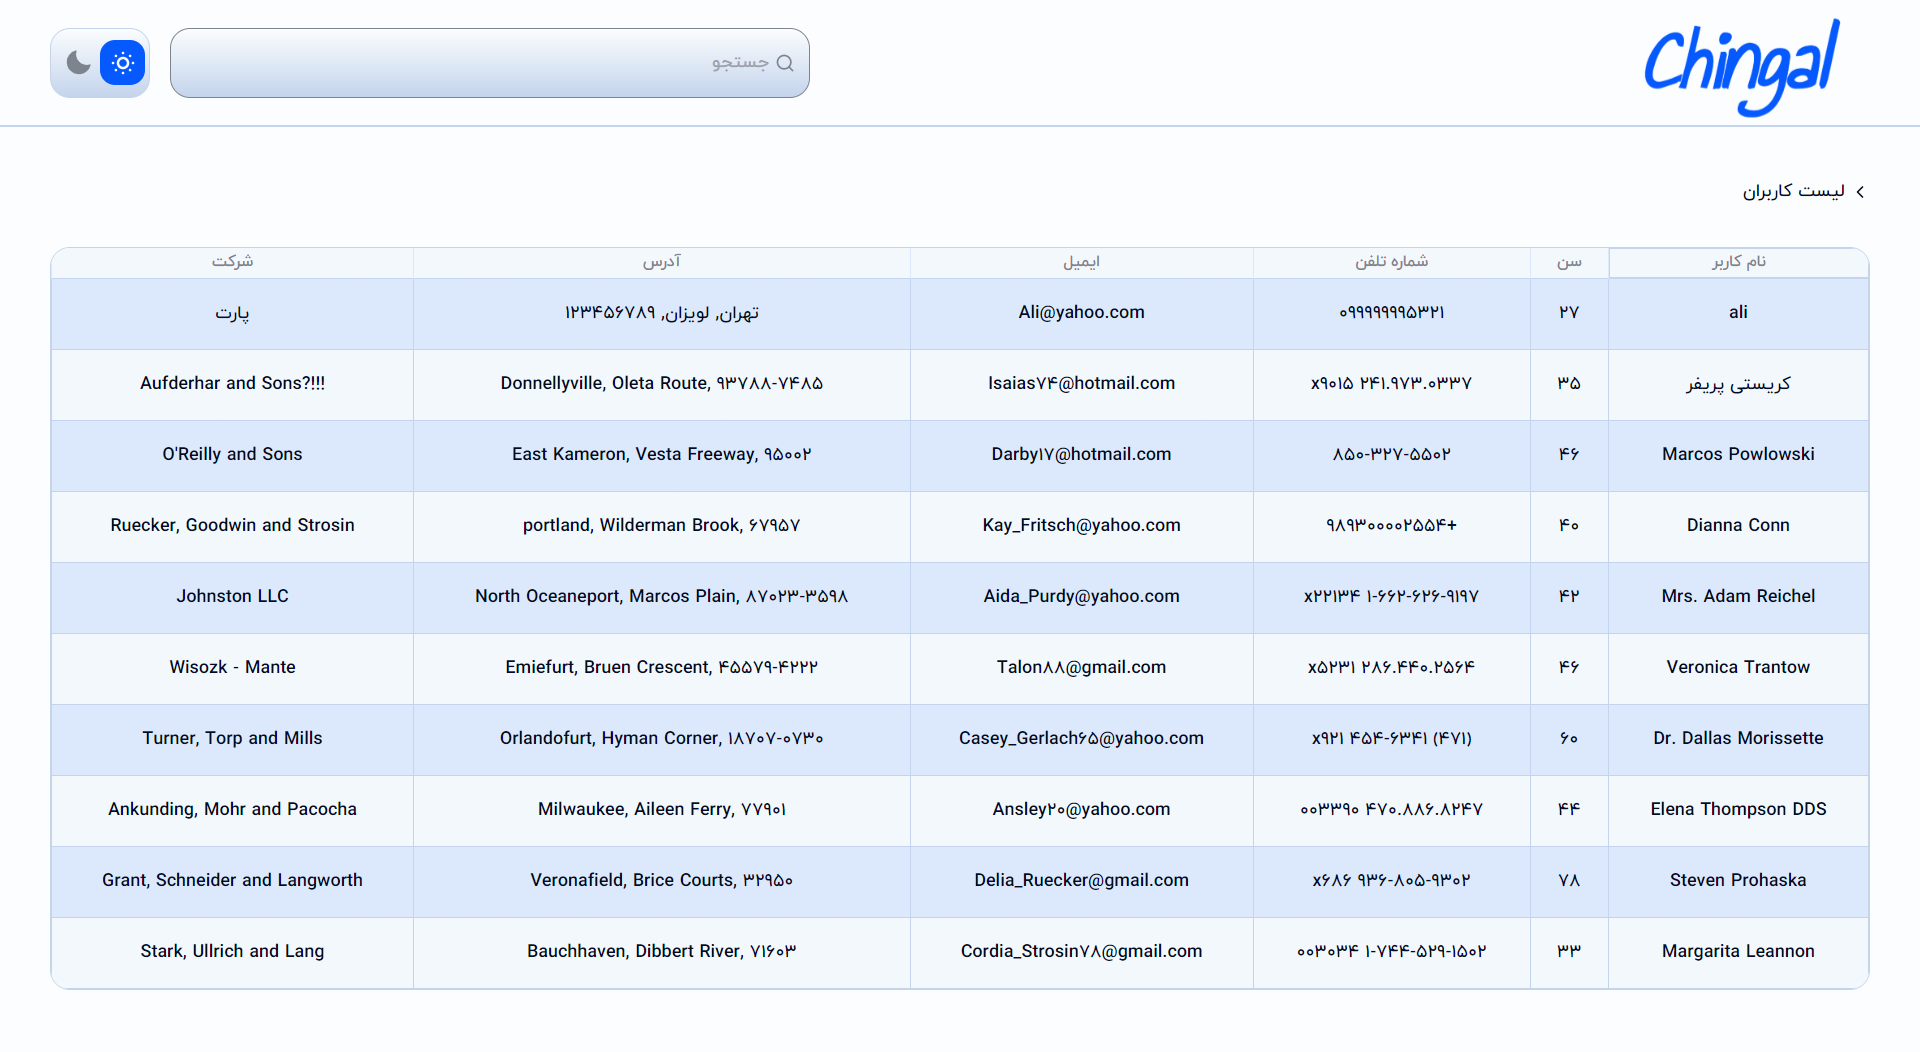 Chingal
جستجو
لیست کاربران
نام کاربر سن شماره تلفن ایمیل آدرس شرکت
ali ۲۷ ۰۹۹۹۹۹۹۹۵۳۲۱ Ali@yahoo.com تهران, لویزان, ۱۲۳۴۵۶۷۸۹ پارت
کریستی پریفر ۳۵ x۹۰۱۵ ۲۴۱.۹۷۳.۰۳۳۷ Isaias۷۴@hotmail.com Donnellyville, Oleta Route, ۹۳۷۸۸-۷۴۸۵ Aufderhar and Sons?!!!
Marcos Powlowski ۴۶ ۸۵۰-۳۲۷-۵۵۰۲ Darby۱۷@hotmail.com East Kameron, Vesta Freeway, ۹۵۰۰۲ O'Reilly and Sons
Dianna Conn ۴۰ ۹۸۹۳۰۰۰۰۲۵۵۴+ Kay_Fritsch@yahoo.com portland, Wilderman Brook, ۶۷۹۵۷ Ruecker, Goodwin and Strosin
Mrs. Adam Reichel ۴۲ x۲۲۱۳۴ ۱-۶۶۲-۶۲۶-۹۱۹۷ Aida_Purdy@yahoo.com North Oceaneport, Marcos Plain, ۸۷۰۲۳-۳۵۹۸ Johnston LLC
Veronica Trantow ۴۶ x۵۲۳۱ ۲۸۶.۴۴۰.۲۵۶۴ Talon۸۸@gmail.com Emiefurt, Bruen Crescent, ۴۵۵۷۹-۴۲۲۲ Wisozk - Mante
Dr. Dallas Morissette ۶۰ x۹۲۱ ۴۵۴-۶۳۴۱ (۴۷۱) Casey_Gerlach۶۵@yahoo.com Orlandofurt, Hyman Corner, ۱۸۷۰۷-۰۷۳۰ Turner, Torp and Mills
Elena Thompson DDS ۴۴ ۰۰۳۳۹۰ ۴۷۰.۸۸۶.۸۲۴۷ Ansley۲۰@yahoo.com Milwaukee, Aileen Ferry, ۷۷۹۰۱ Ankunding, Mohr and Pacocha
Steven Prohaska ۷۸ x۶۸۶ ۹۳۶-۸۰۵-۹۳۰۲ Delia_Ruecker@gmail.com Veronafield, Brice Courts, ۳۲۹۵۰ Grant, Schneider and Langworth
Margarita Leannon ۳۳ ۰۰۳۰۳۴ ۱-۷۴۴-۵۲۹-۱۵۰۲ Cordia_Strosin۷۸@gmail.com Bauchhaven, Dibbert River, ۷۱۶۰۳ Stark, Ullrich and Lang